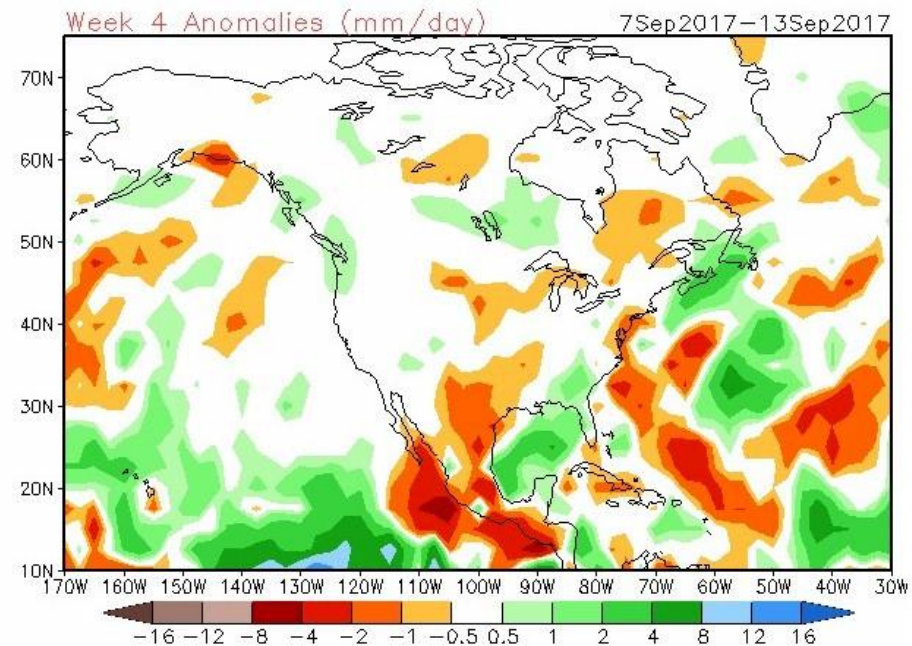 Week 4 Anomalies (mm/day) 7Sep2017–13Sep2017
70N
60N
50N
40N
30N
20N
10N
170W 160W 150W 140W 130W 120W 110W 100W 90W 80W 70W 60W 50W 40W 30W
−16 −12 −8 −4 −2 −1 −0.5 0.5 1 2 4 8 12 16